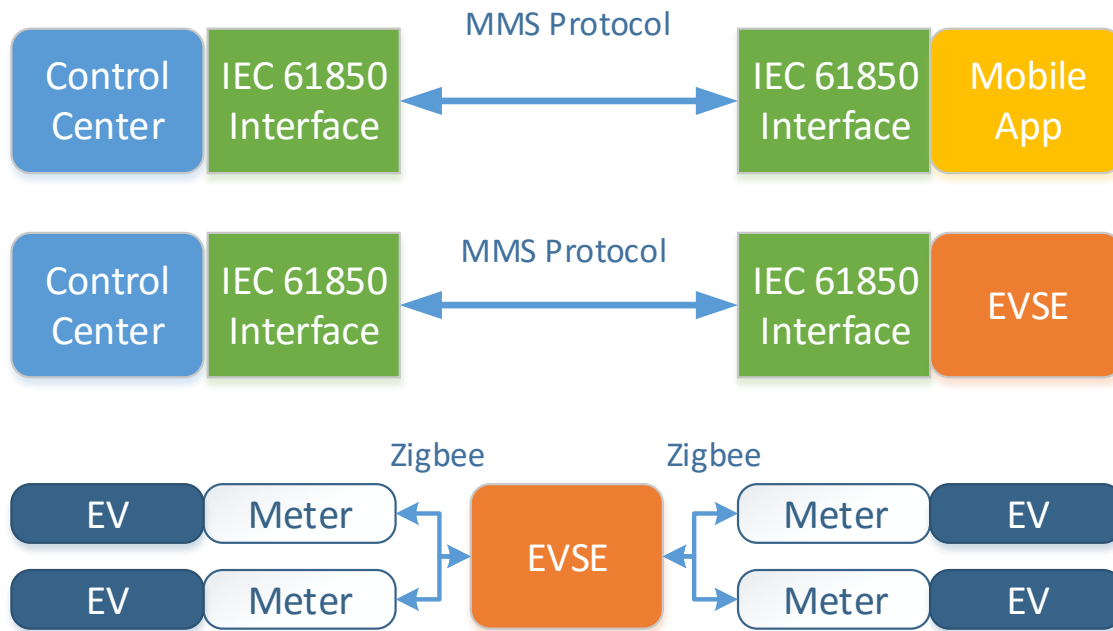 MMS Protocol
Control
Center
IEC 61850
Interface
IEC 61850
Interface
Mobile
App
MMS Protocol
Control
Center
IEC 61850
Interface
IEC 61850
Interface
EVSE
Zigbee
Zigbee
EV
Meter
EVSE
Meter
EV
EV
Meter
Meter
EV